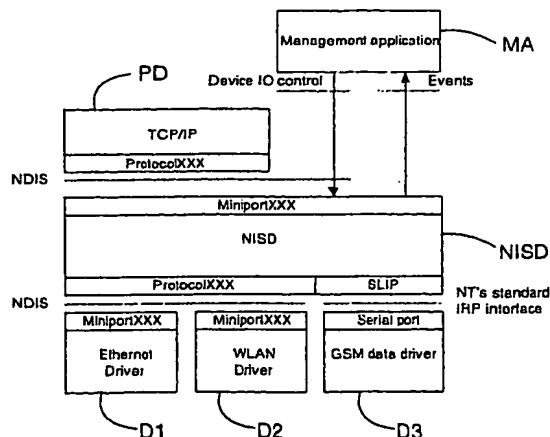 Management application
MA
PD
Device IO control
Events
TCP/IP
ProtocolXXX
NDIS
MiniportXXX
NISD
NISD
ProtocolXXX
SLIP
NDIS
NT's standard
IRP interface
MiniportXXX
MiniportXXX
Serial port
Ethernet
Driver
WLAN
Driver
GSM data driver
D1
D2
D3